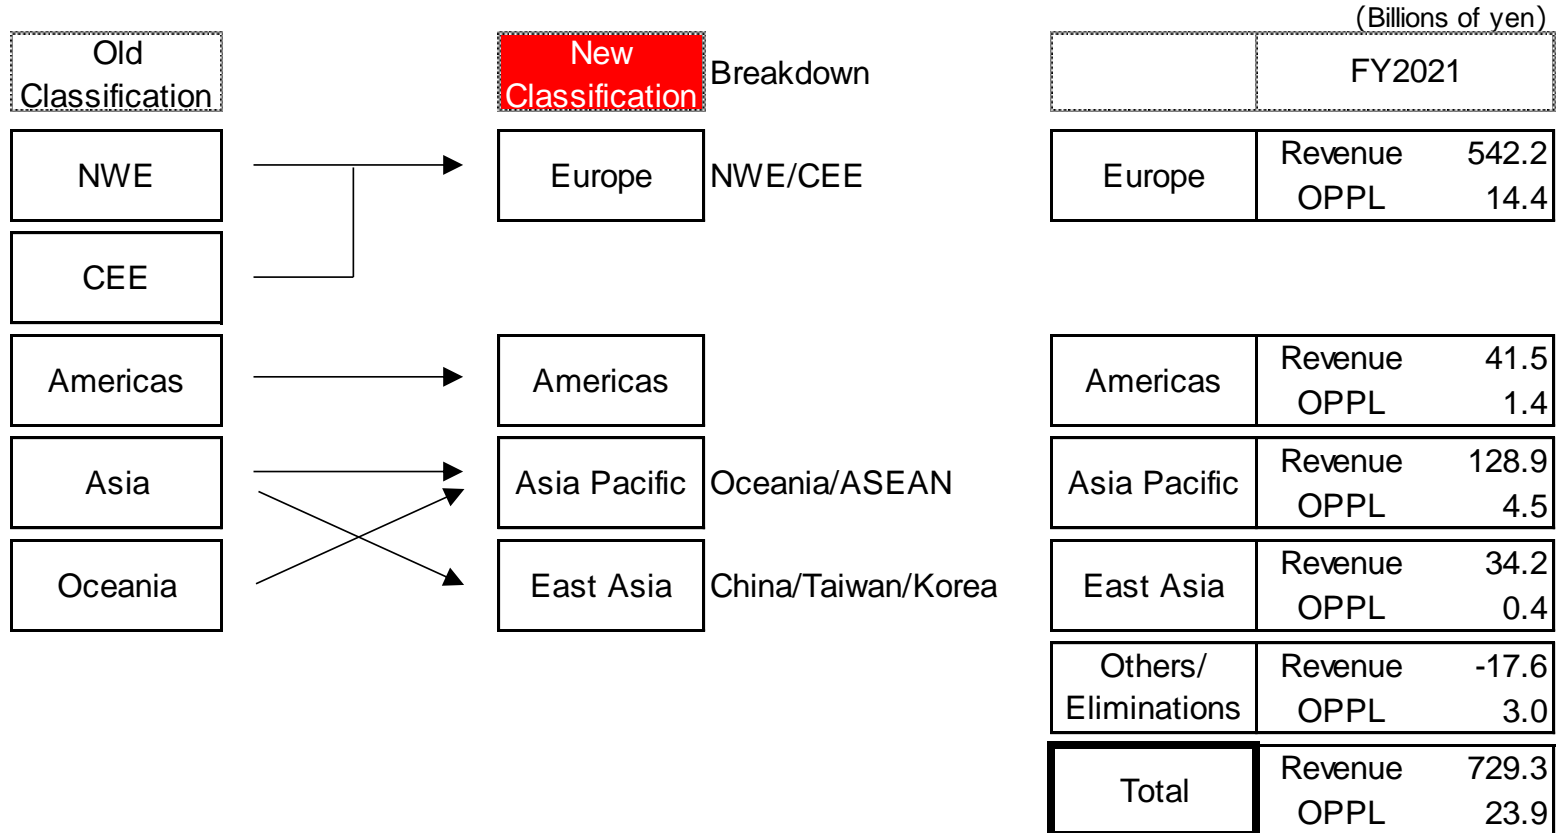 (Billions of yen)
Old
Classification
New
Classification
Breakdown
FY2021
NWE
Europe
NWE/CEE
Europe
Revenue 542.2
OPPL 14.4
CEE
Americas
Americas
Americas
Revenue 41.5
OPPL 1.4
Asia
Asia Pacific
Oceania/ASEAN
Asia Pacific
Revenue 128.9
OPPL 4.5
Oceania
East Asia
China/Taiwan/Korea
East Asia
Revenue 34.2
OPPL 0.4
Others/
Eliminations
Revenue -17.6
OPPL 3.0
Total
Revenue 729.3
OPPL 23.9